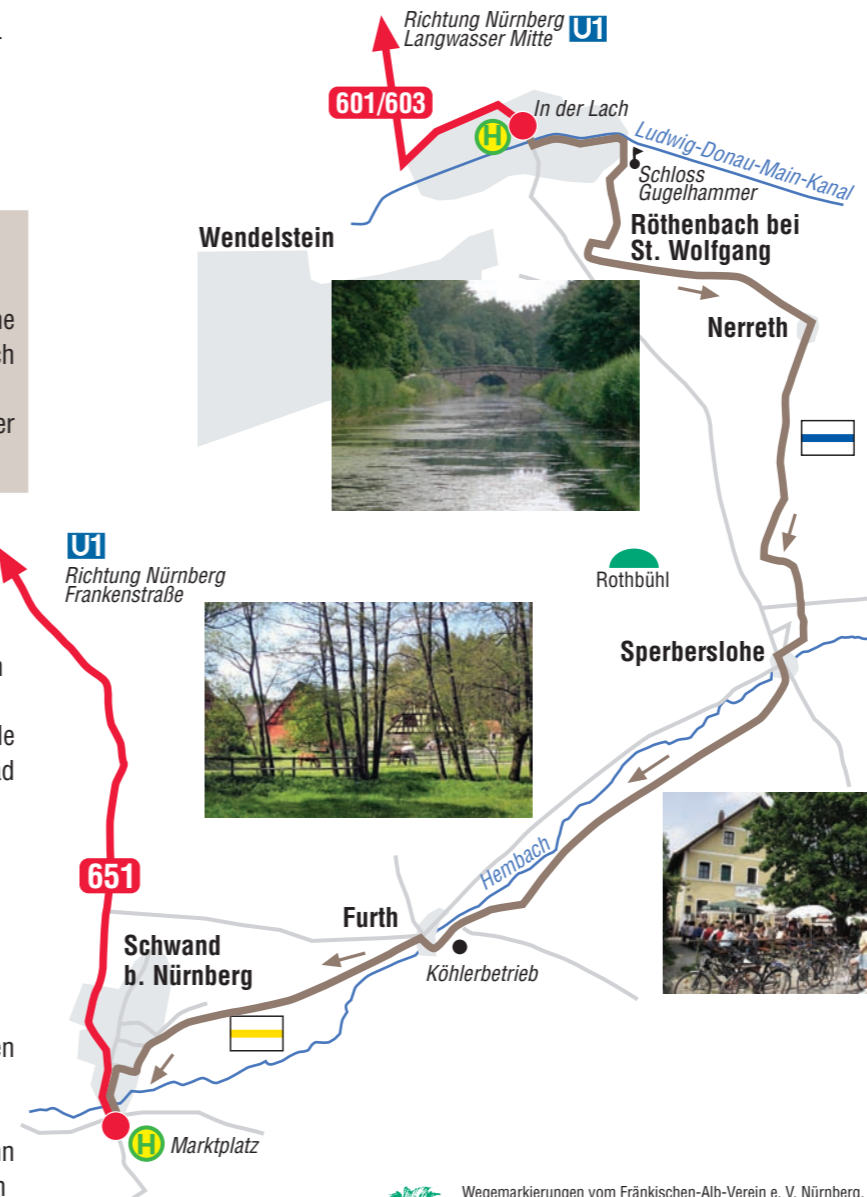 Richtung Nürnberg
Langwasser Mitte U1
601/603
H
In der Lach
Ludwig-Donau-Main-Kanal
Schloss
Gugelhammer
Wendelstein
Röthenbach bei
St. Wolfgang
Nerreth
U1
Richtung Nürnberg
Frankenstraße
Rothbühl
Sperberslohe
651
Hembach
Furth
Köhlerbetrieb
Schwand
b. Nürnberg
H Marktplatz
Wegemarkierungen vom Fränkischen-Alb-Verein e. V. Nürnberg.